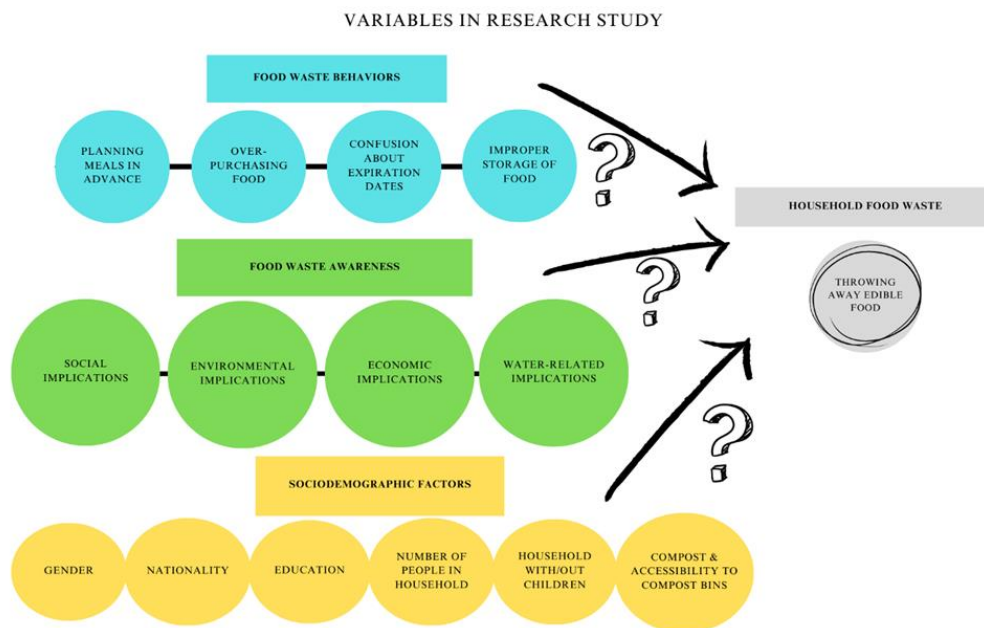 VARIABLES IN RESEARCH STUDY
FOOD WASTE BEHAVIORS
PLANNING
MEALS IN
ADVANCE
OVER-
PURCHASING
FOOD
CONFUSION
ABOUT
EXPIRATION
DATES
IMPROPER
STORAGE OF
FOOD
?
HOUSEHOLD FOOD WASTE
THROWING
AWAY EDIBLE
FOOD
FOOD WASTE AWARENESS
?
SOCIAL
IMPLICATIONS
ENVIRONMENTAL
IMPLICATIONS
ECONOMIC
IMPLICATIONS
WATER-RELATED
IMPLICATIONS
?
SOCIODEMOGRAPHIC FACTORS
GENDER
NATIONALITY
EDUCATION
NUMBER OF
PEOPLE IN
HOUSEHOLD
HOUSEHOLD
WITH/OUT
CHILDREN
COMPOST &
ACCESSIBILITY TO
COMPOST BINS